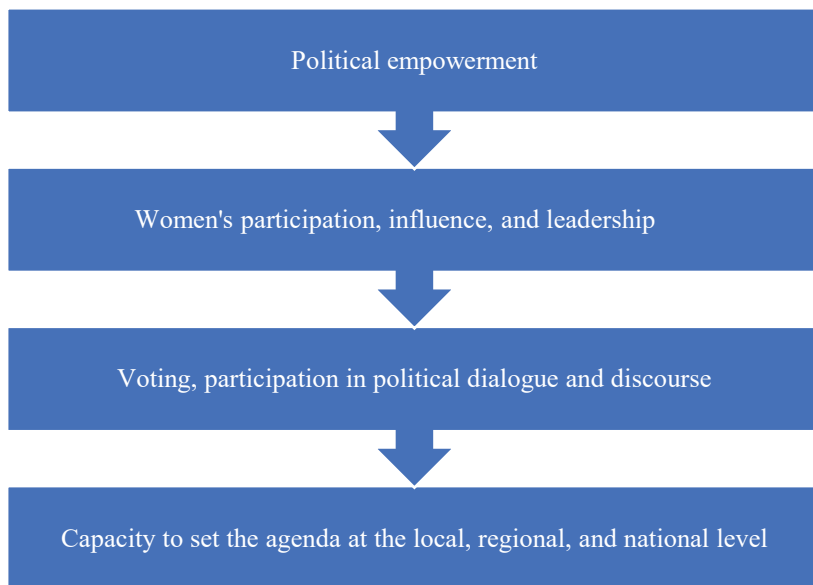 Political empowerment
Women's participation, influence, and leadership
Voting, participation in political dialogue and discourse
Capacity to set the agenda at the local, regional, and national level